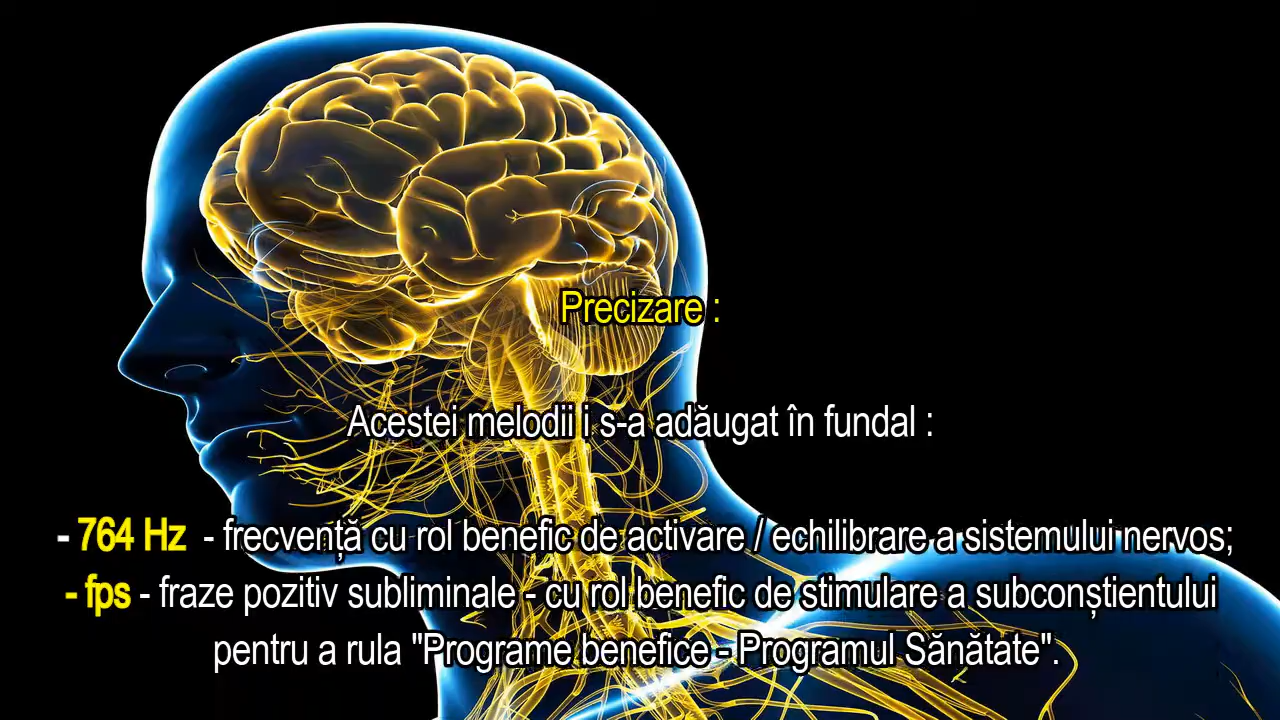 Precizare :
Acestei melodii i s-a adăugat în fundal :
- 764 Hz - frecvență cu rol benefic de activare / echilibrare a sistemului nervos;
- fps - fraze pozitiv subliminale - cu rol benefic de stimulare a subconștientului
pentru a rula "Programe benefice - Programul Sănătate".